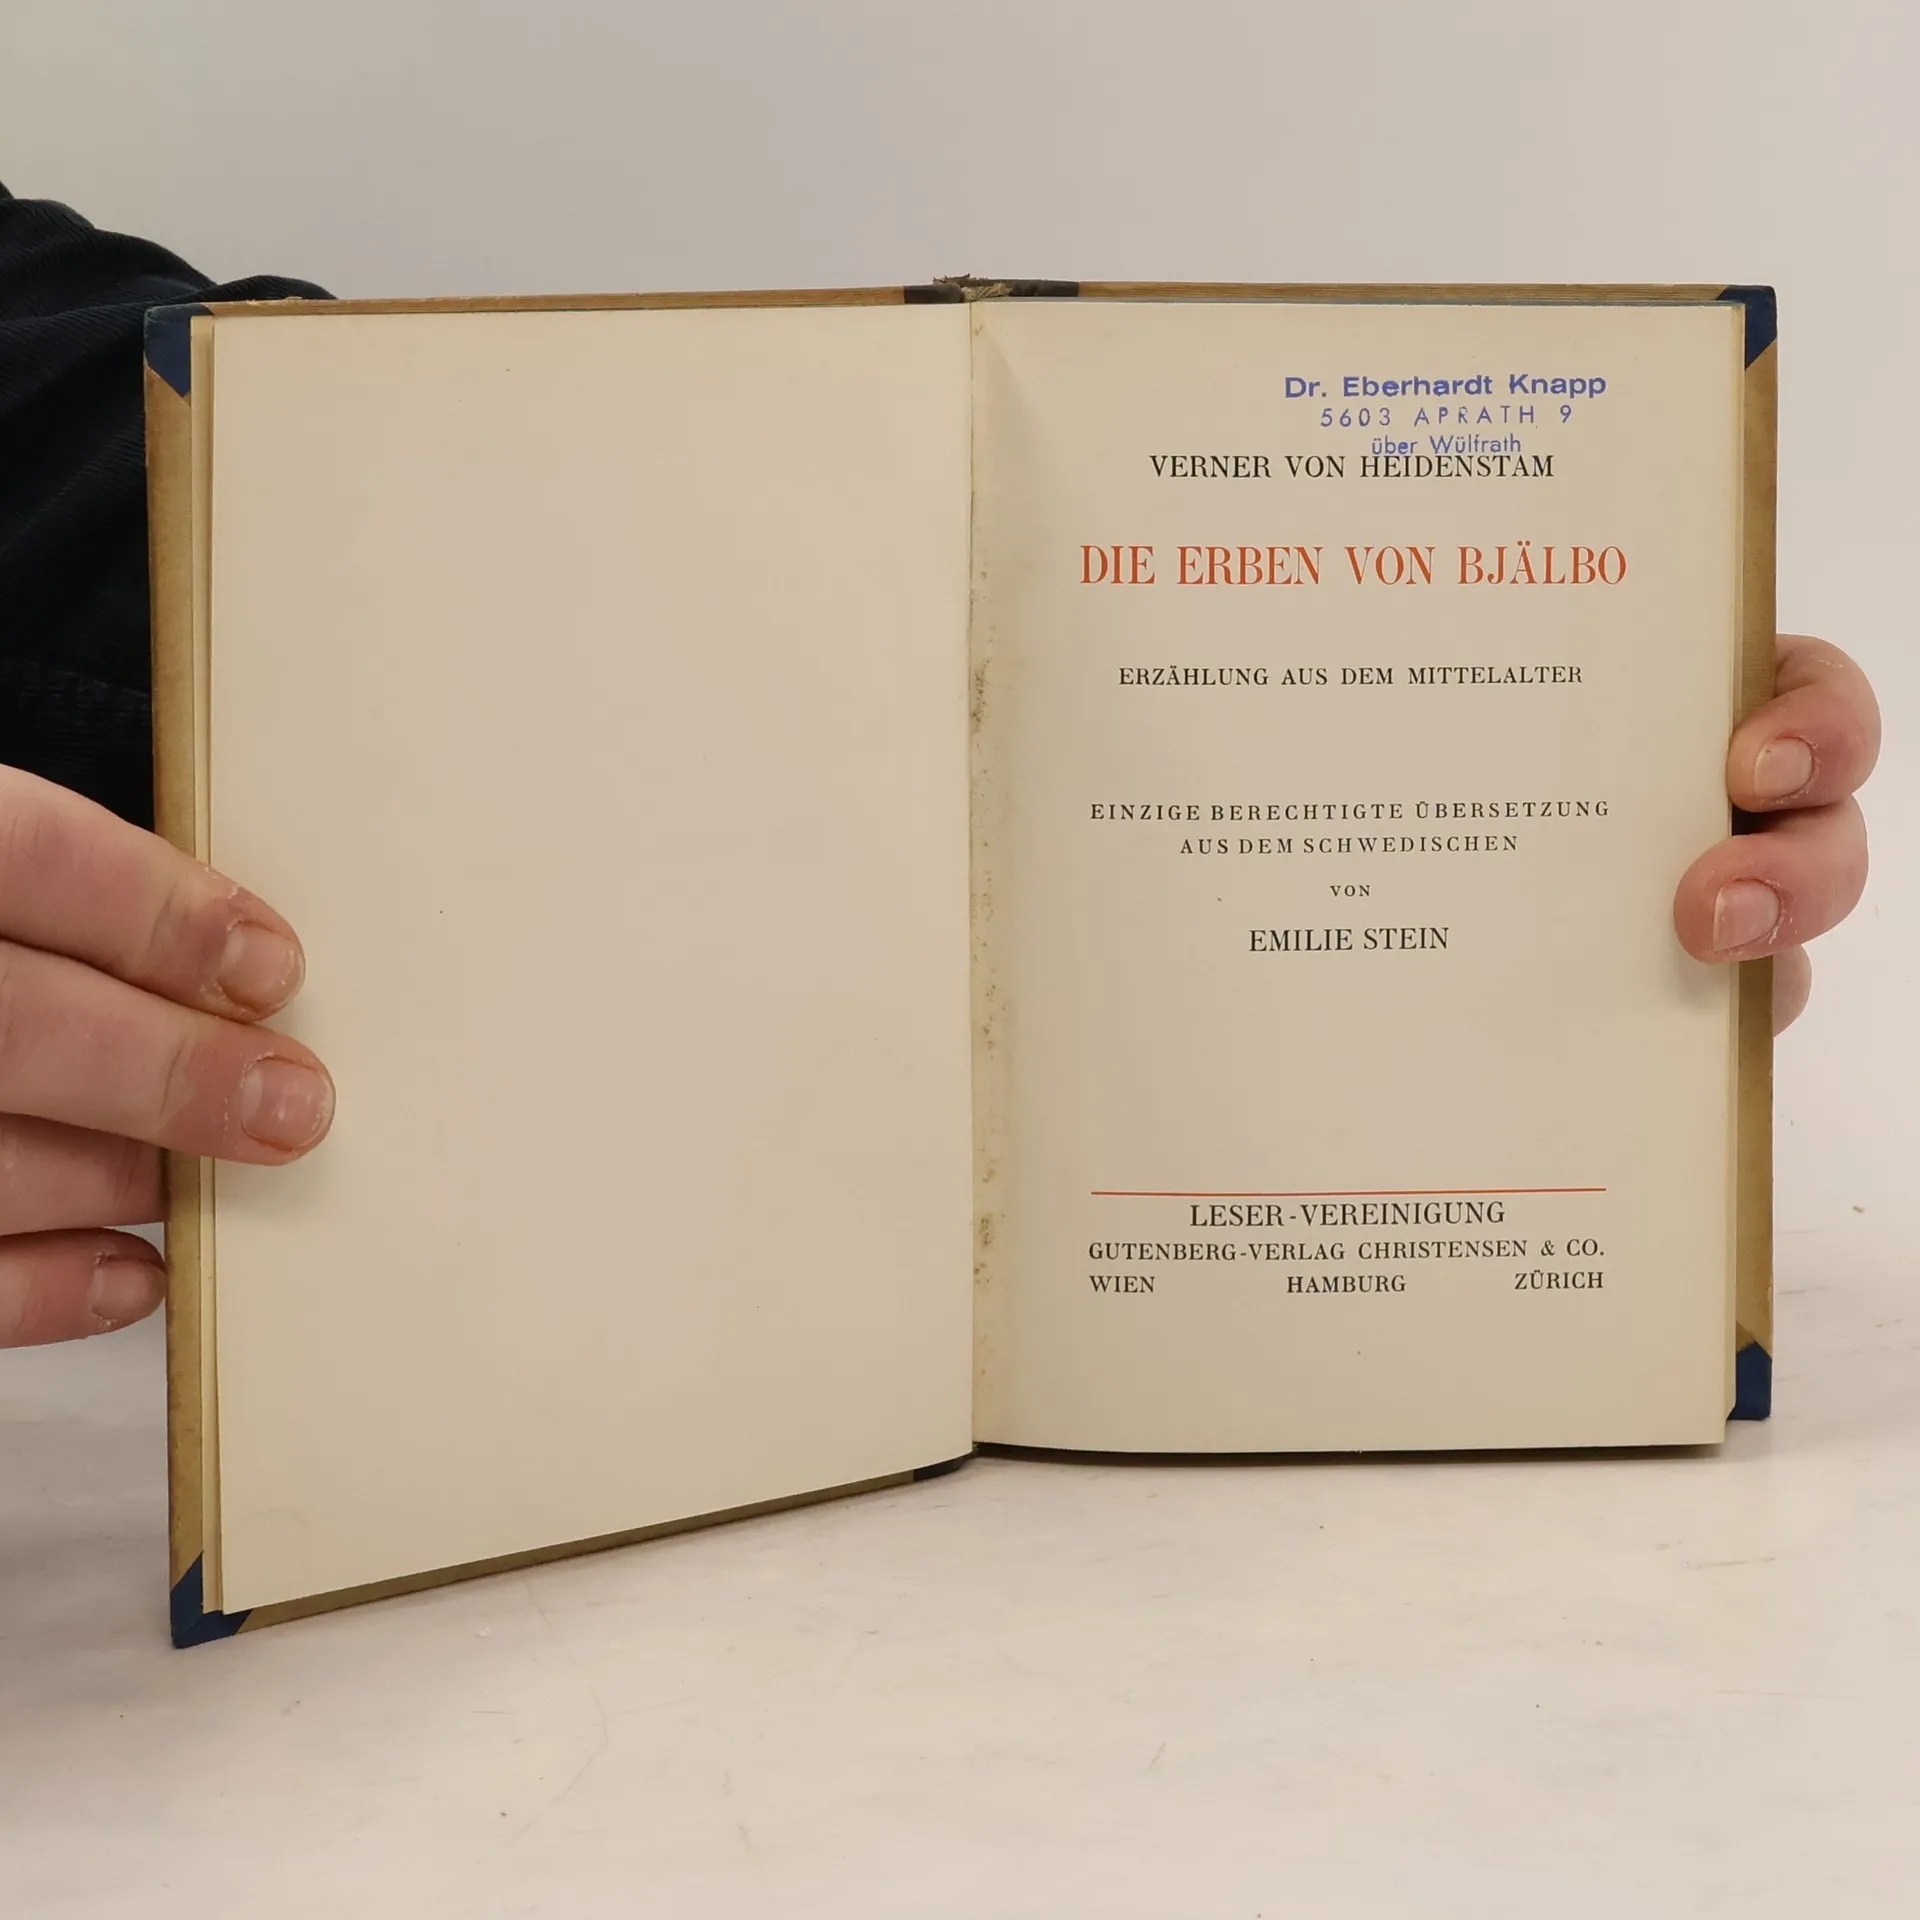 Dr. Eberhardt Knapp
5603 APRATH 9
über Wülfrath
VERNER VON HEIDENSTAM
DIE ERBEN VON BJÄLBO
ERZÄHLUNG AUS DEM MITTELALTER
EINZIGE BERECHTIGTE ÜBERSETZUNG
AUS DEM SCHWEDISCHEN
VON
EMILIE STEIN
LESER-VEREINIGUNG
GUTENBERG-VERLAG CHRISTENSEN & CO.
WIEN HAMBURG ZÜRICH